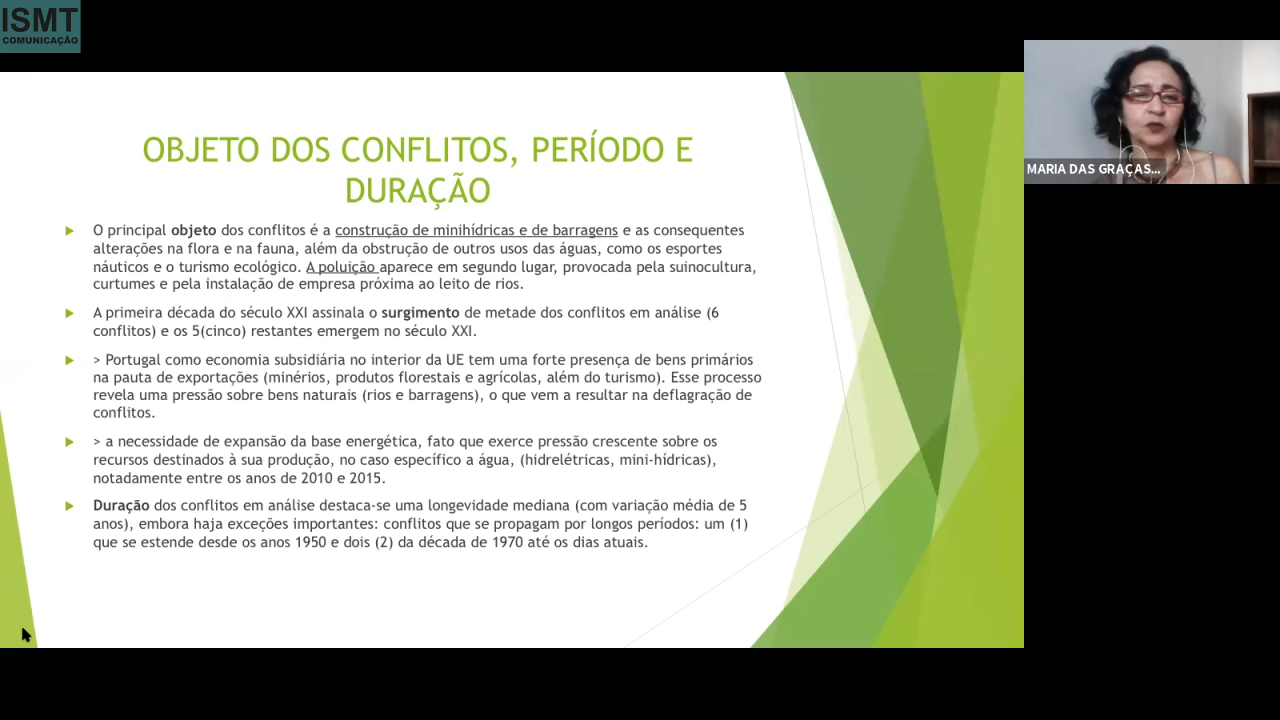 ISMT
COMUNICAÇÃO
OBJETO DOS CONFLITOS, PERÍODO E
DURAÇÃO
O principal objeto dos conflitos é a construção de minihídricas e de barragens e as consequentes
alterações na flora e na fauna, além da obstrução de outros usos das águas, como os esportes
náuticos e o turismo ecológico. A poluição aparece em segundo lugar, provocada pela suinocultura,
curtumes e pela instalação de empresa próxima ao leito de rios.
A primeira década do século XXI assinala o surgimento de metade dos conflitos em análise (6
conflitos) e os 5(cinco) restantes emergem no século XXI.
> Portugal como economia subsidiária no interior da UE tem uma forte presença de bens primários
na pauta de exportações (minérios, produtos florestais e agrícolas, além do turismo). Esse processo
revela uma pressão sobre bens naturais (rios e barragens), o que vem a resultar na deflagração de
conflitos.
> a necessidade de expansão da base energética, fato que exerce pressão crescente sobre os
recursos destinados à sua produção, no caso específico a água, (hidrelétricas, mini-hídricas),
notadamente entre os anos de 2010 e 2015.
Duração dos conflitos em análise destaca-se uma longevidade mediana (com variação média de 5
anos), embora haja exceções importantes: conflitos que se propagam por longos períodos: um (1)
que se estende desde os anos 1950 e dois (2) da década de 1970 até os dias atuais.
MARIA DAS GRAÇAS...